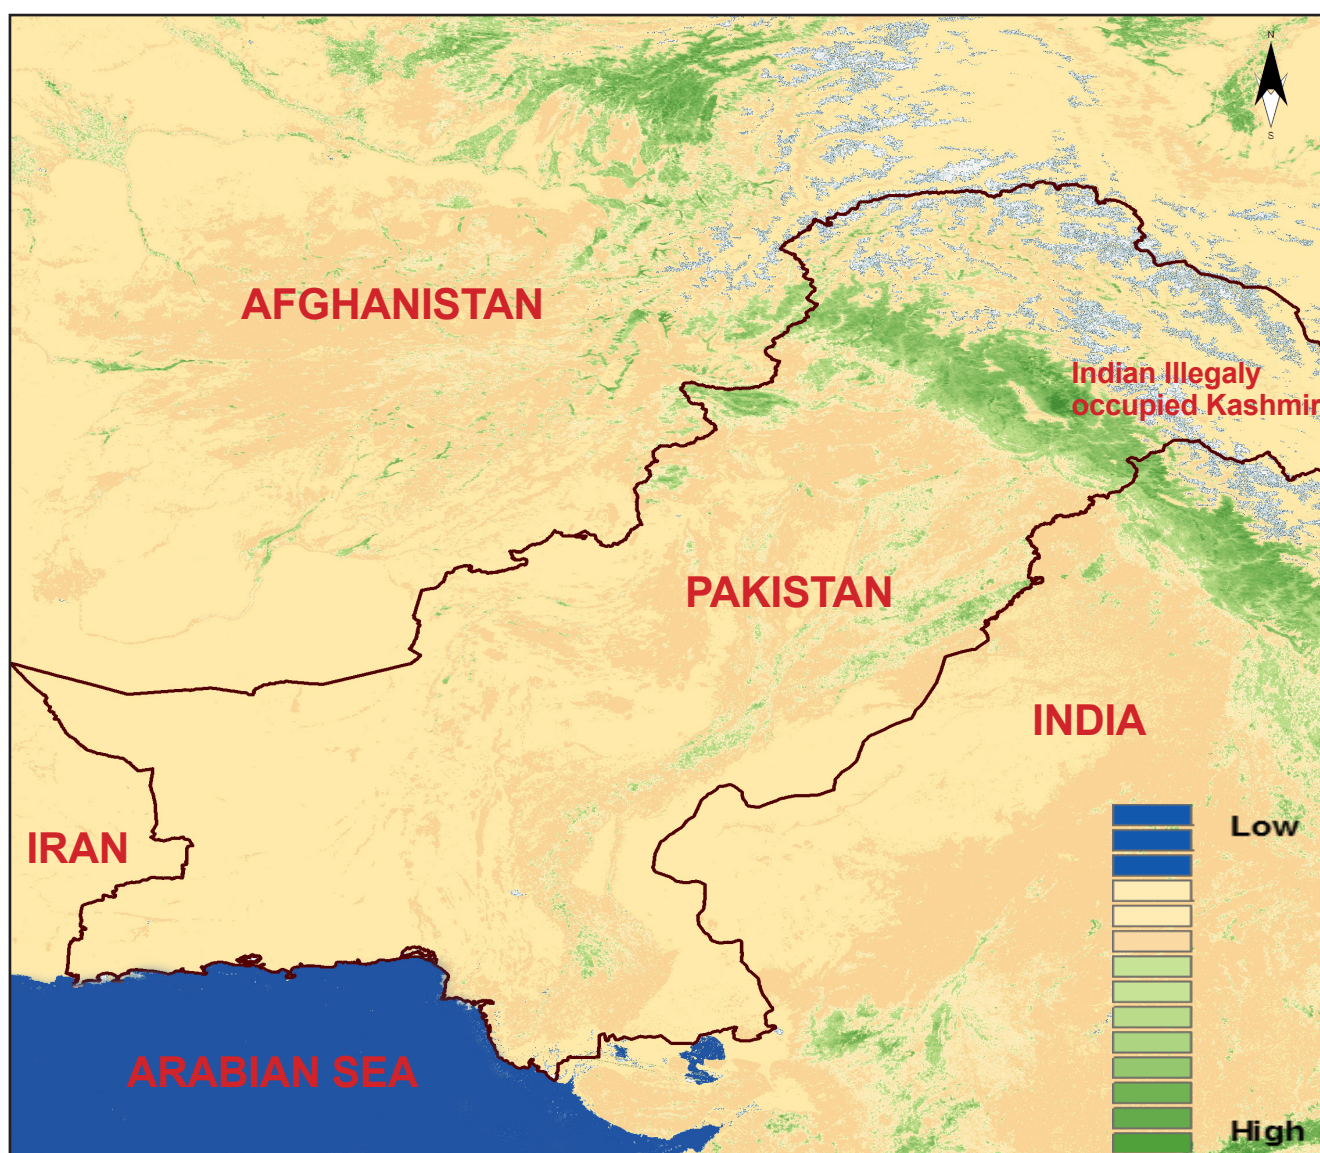 N
S
AFGHANISTAN
Indian Illegaly
occupied Kashmir
PAKISTAN
INDIA
IRAN
Low
ARABIAN SEA
High